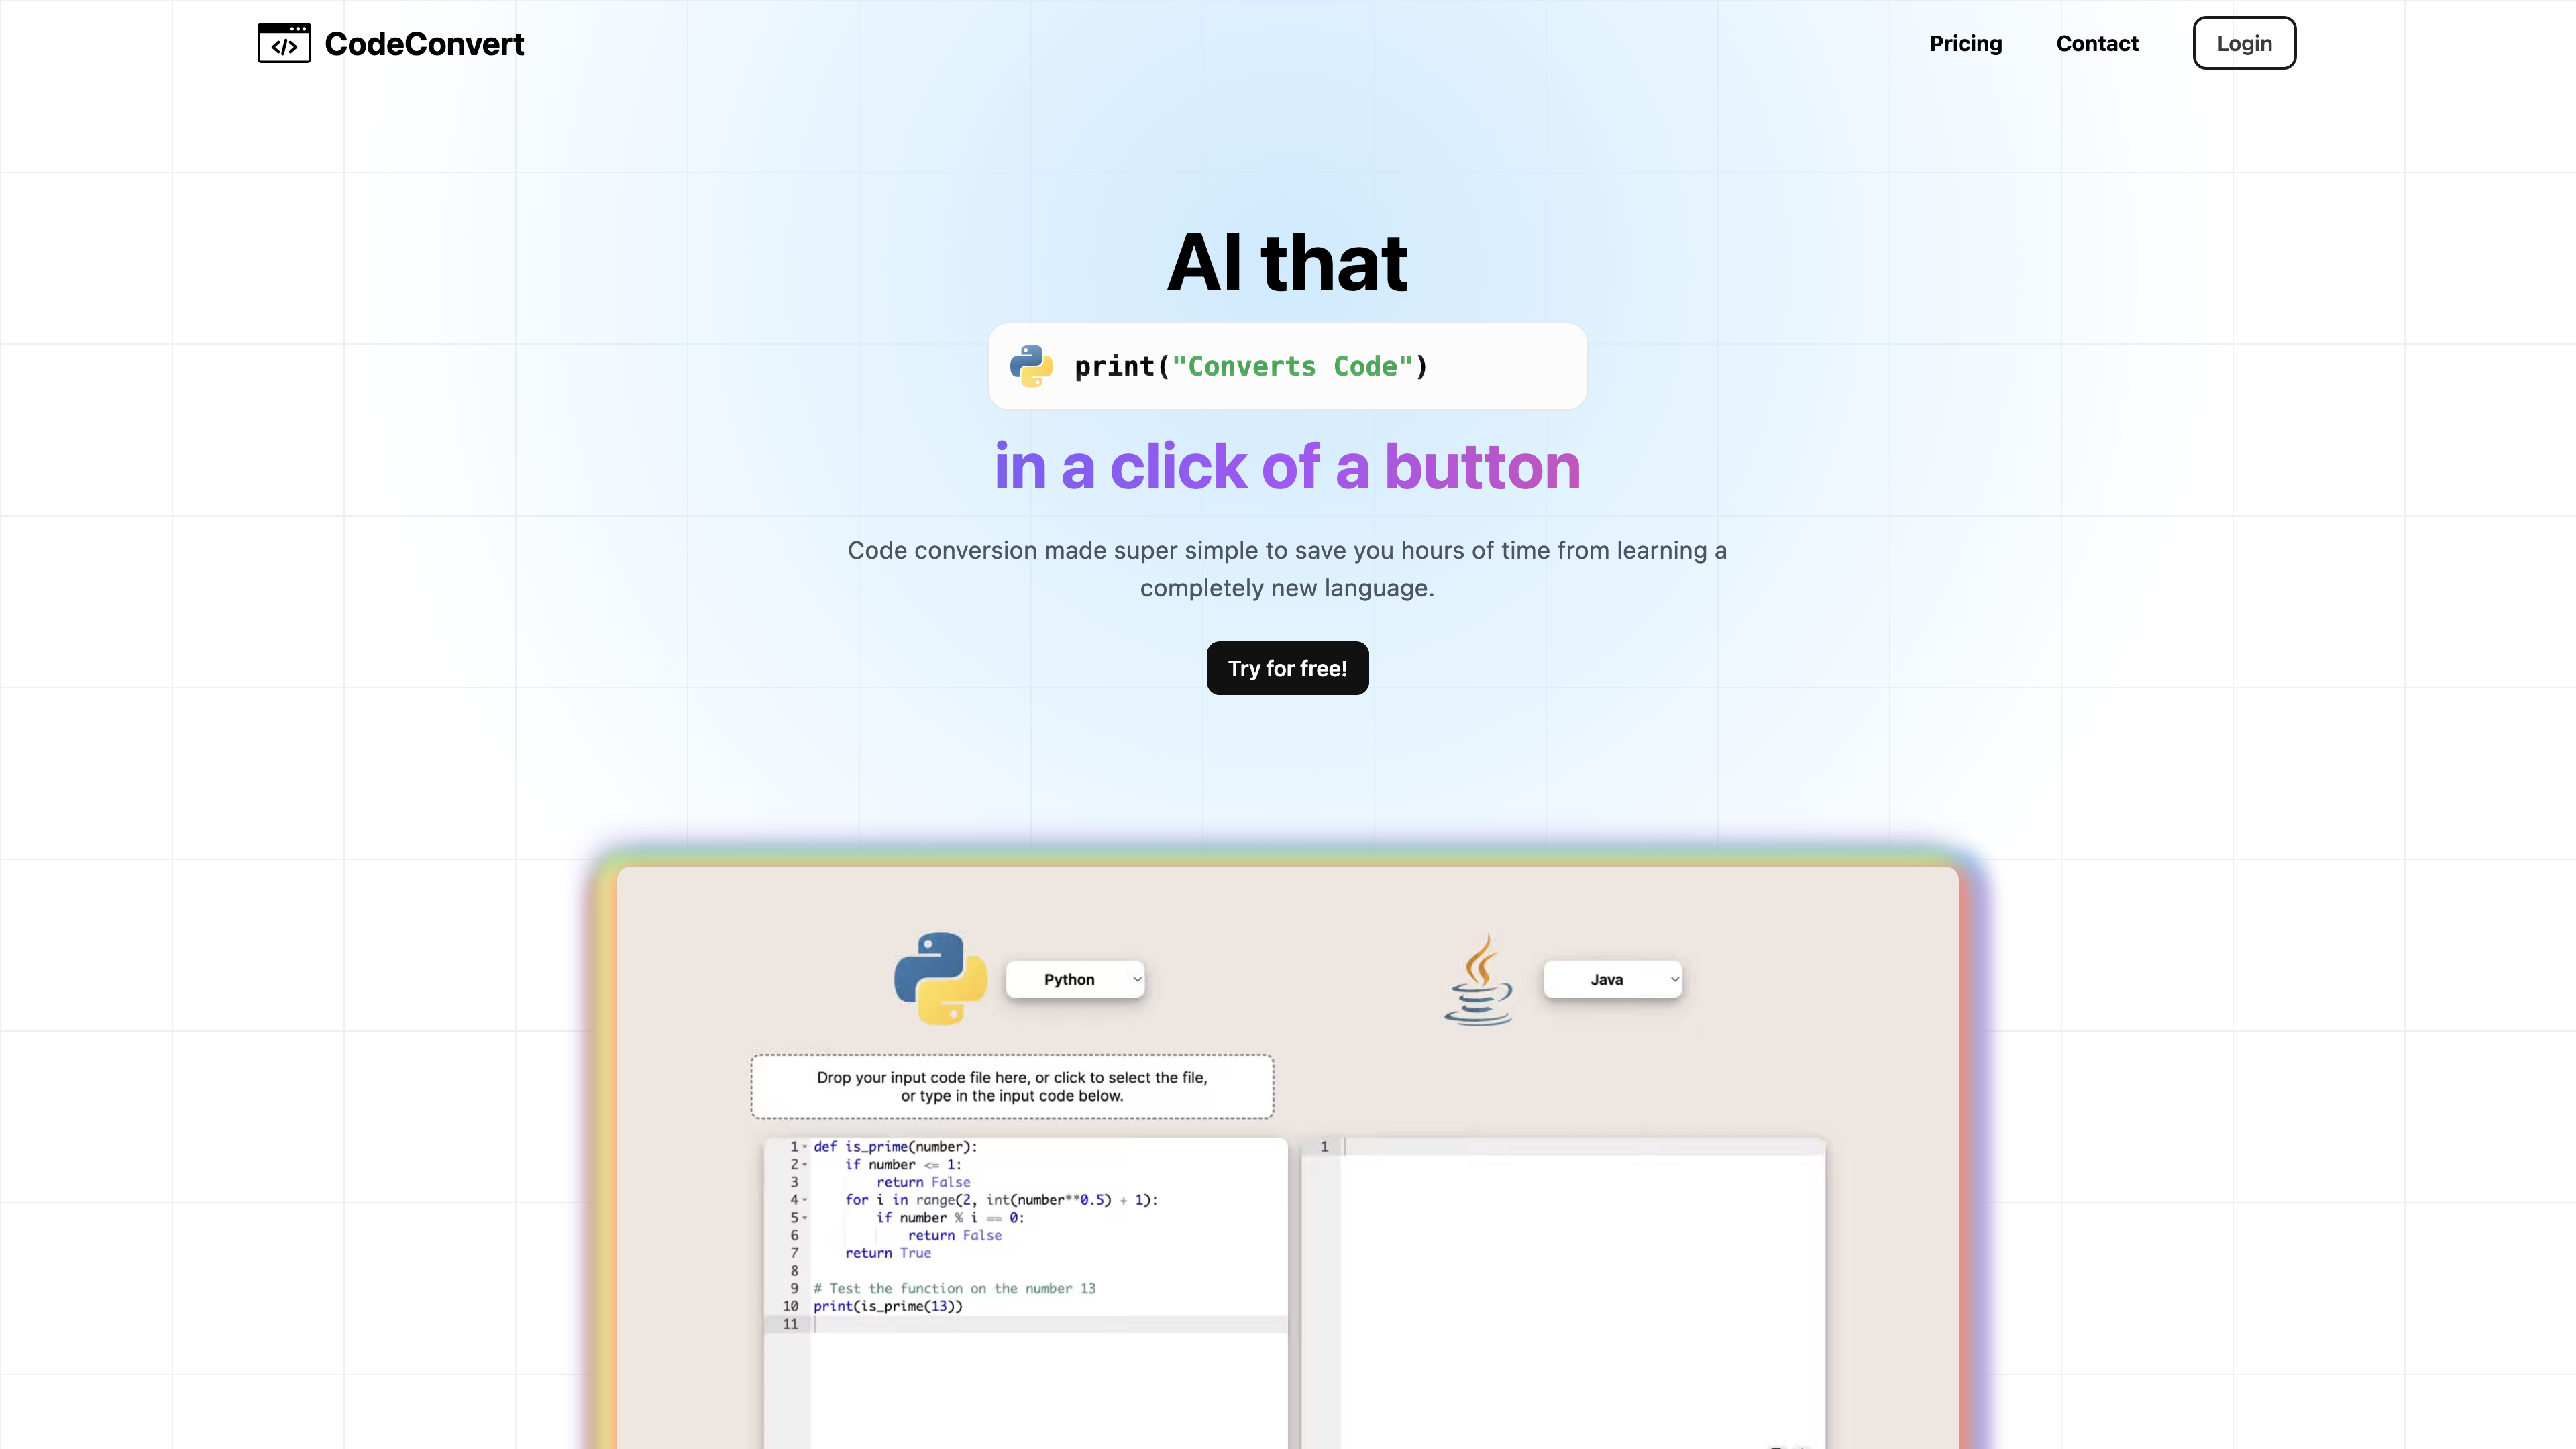 </> CodeConvert
Pricing
Contact
Login
AI that
print("Converts Code")
in a click of a button
Code conversion made super simple to save you hours of time from learning a
completely new language.
Try for free!
Python
Java
Drop your input code file here, or click to select the file,
or type in the input code below.
1 def is_prime(number):
2     if number <= 1:
3         return False
4     for i in range(2, int(number**0.5) + 1):
5         if number % i == 0:
6             return False
7     return True
8
9 # Test the function on the number 13
10 print(is_prime(13))
11
1